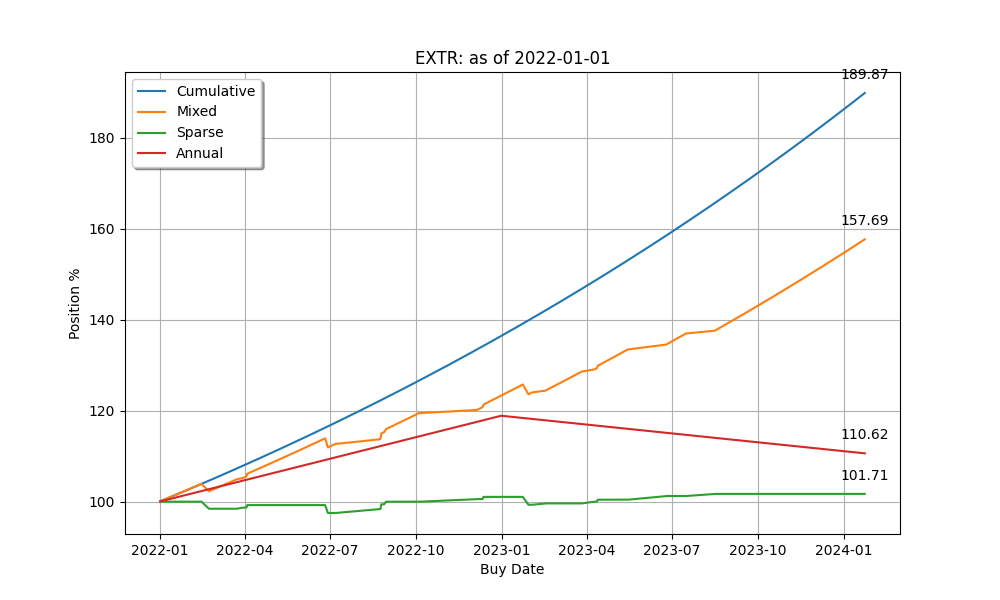 EXTR: as of 2022-01-01
189.87
Cumulative
Mixed
Sparse
Annual
180
160
140
120
100
157.69
110.62
101.71
Position %
2022-01
2022-04
2022-07
2022-10
2023-01
2023-04
2023-07
2023-10
2024-01
Buy Date